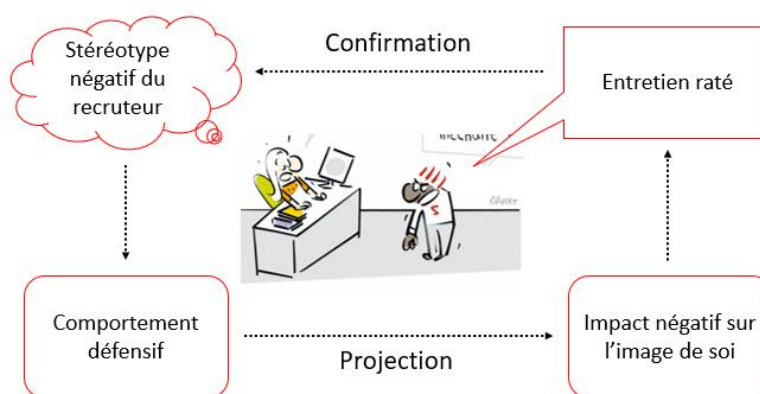 Stéréotype
négatif du
recruteur
Confirmation
Entretien raté
Comportement
défensif
Projection
Impact négatif sur
l'image de soi